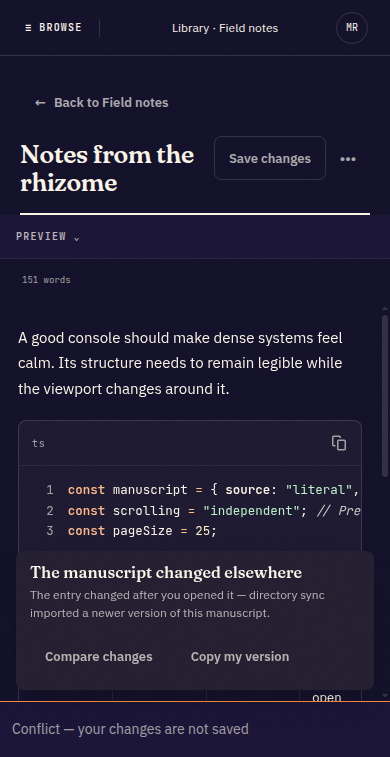 ≡ BROWSE
Library · Field notes
MR
← Back to Field notes
Notes from the
rhizome
Save changes
•••
PREVIEW ⌄
151 words
A good console should make dense systems feel
calm. Its structure needs to remain legible while
the viewport changes around it.
ts
1 const manuscript = { source: "literal",
2 const scrolling = "independent"; // Pre
3 const pageSize = 25;
The manuscript changed elsewhere
The entry changed after you opened it — directory sync
imported a newer version of this manuscript.
Compare changes
Copy my version
open
Conflict — your changes are not saved